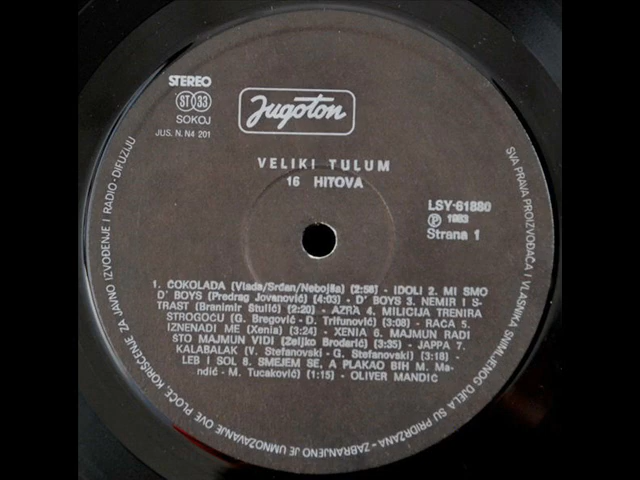 STEREO
ST 33
SOKOJ
JUS. N. N4 201
Jugoton
VELIKI TULUM
16 HITOVA
LSY-61880
P 1983
Strana 1
1. ČOKOLADA (Vlada/Srđan/Nebojša) (2:58) - IDOLI 2. MI SMO
D' BOYS (Predrag Jovanović) (4:03) - D' BOYS 3. NEMIR I S-
TRAST (Branimir Štulić) (2:20) - AZRA 4. MILICIJA TRENIRA
STROGOĆU (G. Bregović - D. Trifunović) (3:08) - RAČA 5.
IZNENADI ME (Xenia) (3:24) - XENIA 6. MAJMUN RADI
ŠTO MAJMUN VIDI (Željko Brodarić) (3:35) - JAPPA 7.
KALABALAK (V. Stefanovski - G. Stefanovski) (3:18) -
LEB I SOL 8. SMEJEM SE, A PLAKAO BIH M. Ma-
ndić - M. Tucaković) (1:15) - OLIVER MANDIĆ
SVA PRAVA PROIZVOĐAČA I VLASNIKA SNIMLJENOG DJELA SU PRIDRŽANA - ZABRANJENO JE UMNOŽAVANJE OVE PLOČE, KORIŠĆENJE ZA JAVNO IZVOĐENJE I RADIO-DIFUZIJU